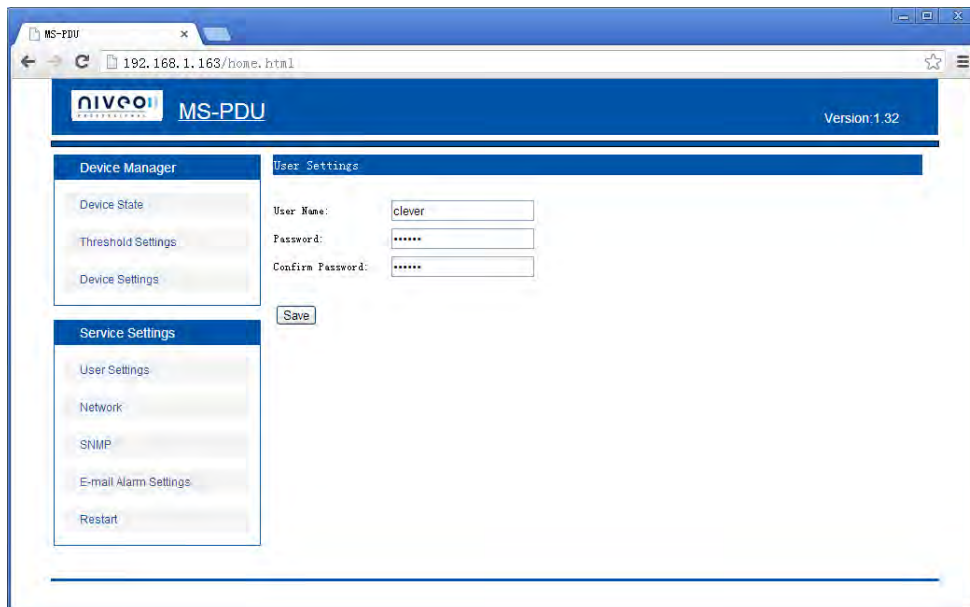 MS-PDU
192.168.1.163/home.html
niveo
PROFESSIONAL
MS-PDU
Version:1.32
Device Manager
Device State
Threshold Settings
Device Settings
Service Settings
User Settings
Network
SNMP
E-mail Alarm Settings
Restart
User Settings
User Name: clever
Password: ••••••
Confirm Password: ••••••
Save